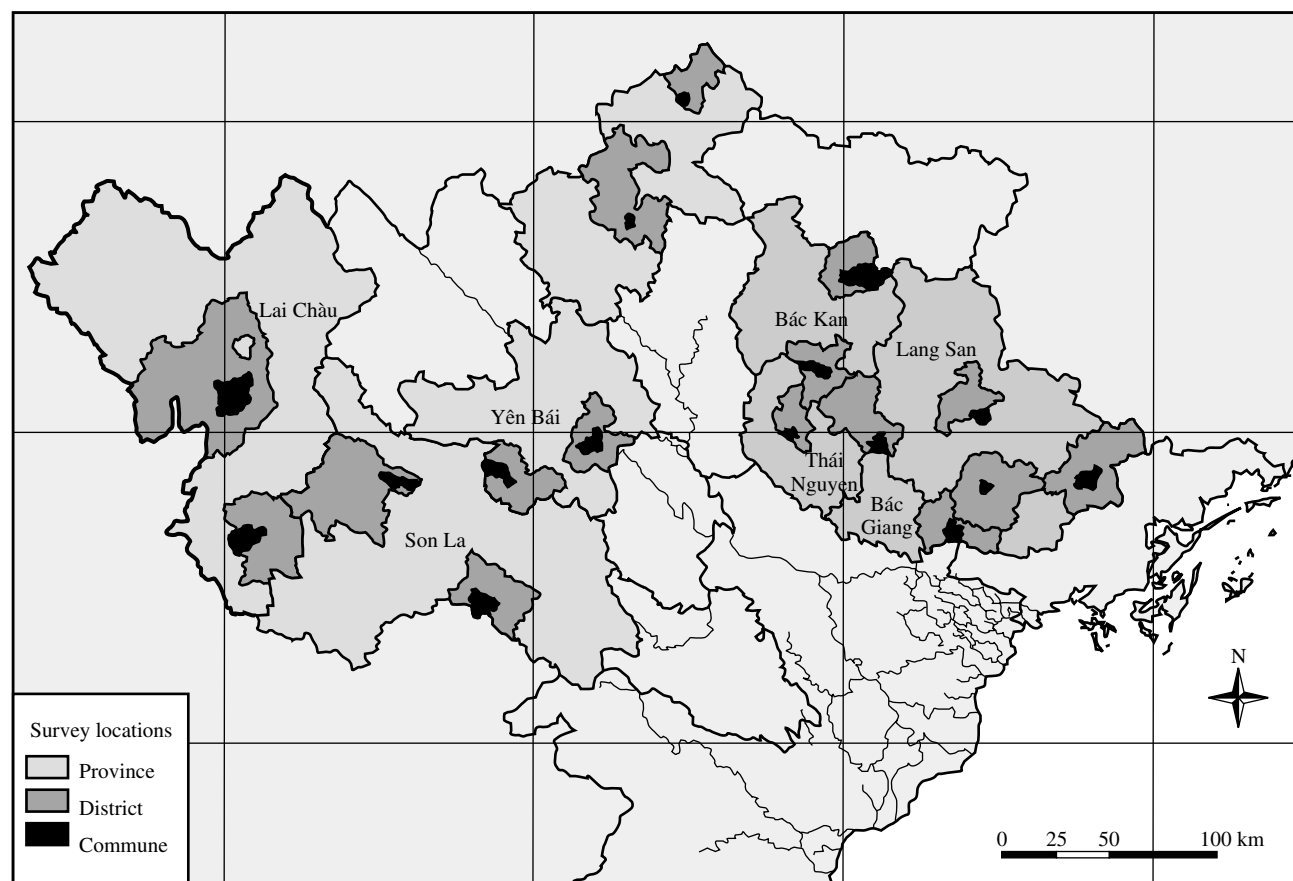 Lai Chàu
Bác Kan
Lang San
Yên Bái
Thái
Nguyen
Bác
Giang
Son La
N
Survey locations
Province
District
Commune
0 25 50 100 km